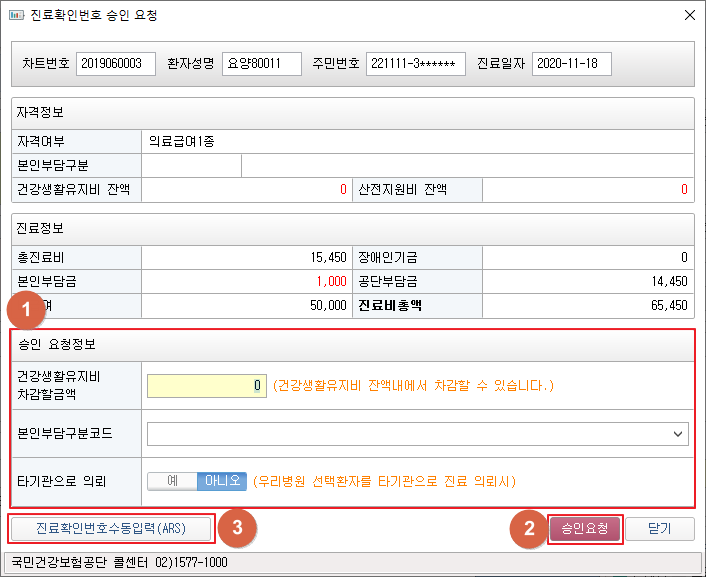 진료확인번호 승인 요청
차트번호 2019060003 환자성명 요양80011 주민번호 221111-3****** 진료일자 2020-11-18
자격정보
자격여부 의료급여1종
본인부담구분
건강생활유지비 잔액 0 산전지원비 잔액 0
진료정보
총진료비 15,450 장애인기금 0
본인부담금 1,000 공단부담금 14,450
1 여 50,000 진료비총액 65,450
승인 요청정보
건강생활유지비
차감할금액 0 (건강생활유지비 잔액내에서 차감할 수 있습니다.)
본인부담구분코드
타기관으로 의뢰 예 아니오 (우리병원 선택환자를 타기관으로 진료 의뢰시)
진료확인번호수동입력(ARS) 3 2 승인요청 닫기
국민건강보험공단 콜센터 02)1577-1000